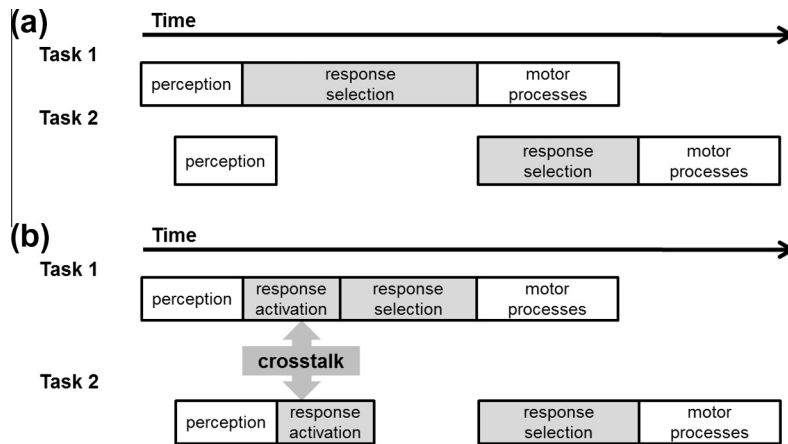 (a)
Time
Task 1
perception
response
selection
motor
processes
Task 2
perception
response
selection
motor
processes
(b)
Time
Task 1
perception
response
activation
response
selection
motor
processes
crosstalk
Task 2
perception
response
activation
response
selection
motor
processes